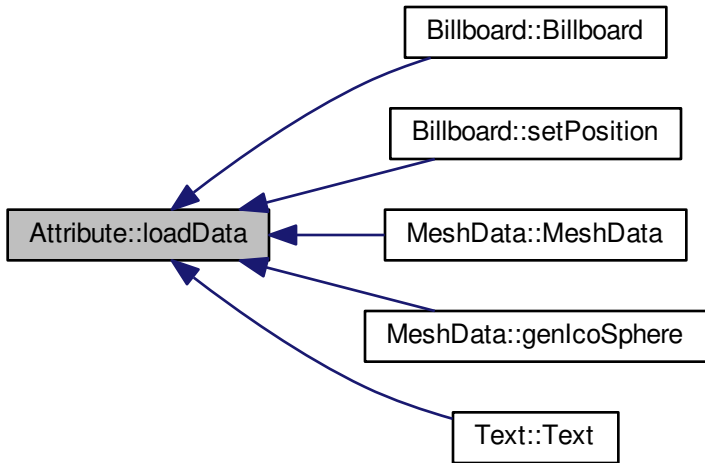 Billboard::Billboard
Billboard::setPosition
Attribute::loadData
MeshData::MeshData
MeshData::genIcoSphere
Text::Text